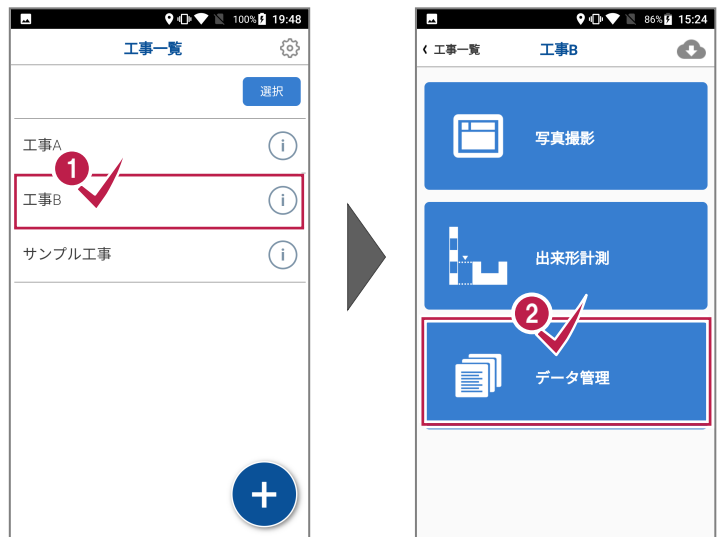 100% 19:48
工事一覧
選択
工事A
1
工事B
サンプル工事
86% 15:24
工事一覧
工事B
写真撮影
出来形計測
2
データ管理